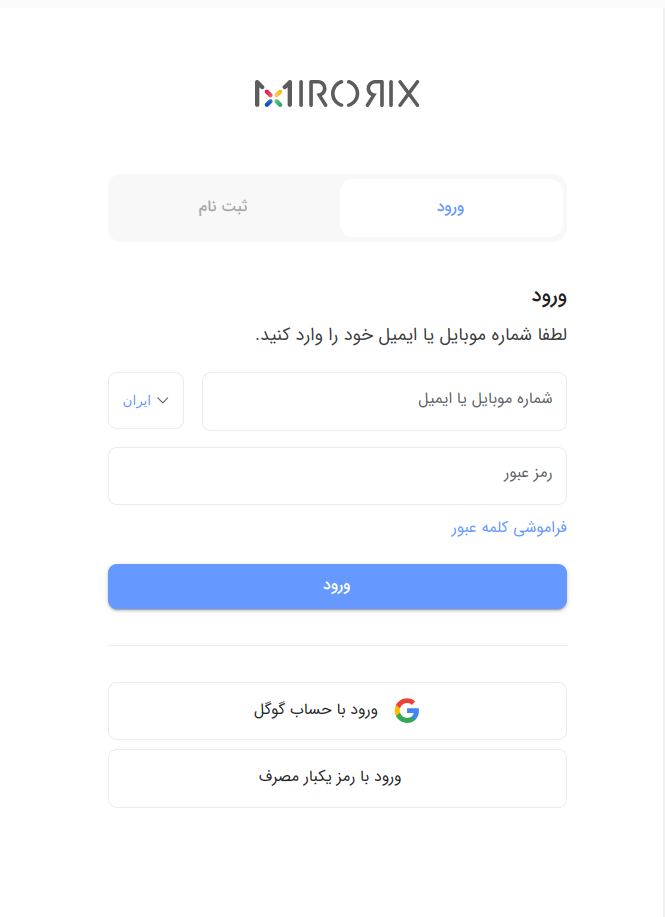 MIRORIX
ورود
ثبت نام
ورود
لطفا شماره موبایل یا ایمیل خود را وارد کنید.
شماره موبایل یا ایمیل
ایران
رمز عبور
فراموشی کلمه عبور
ورود
ورود با حساب گوگل
ورود با رمز یکبار مصرف